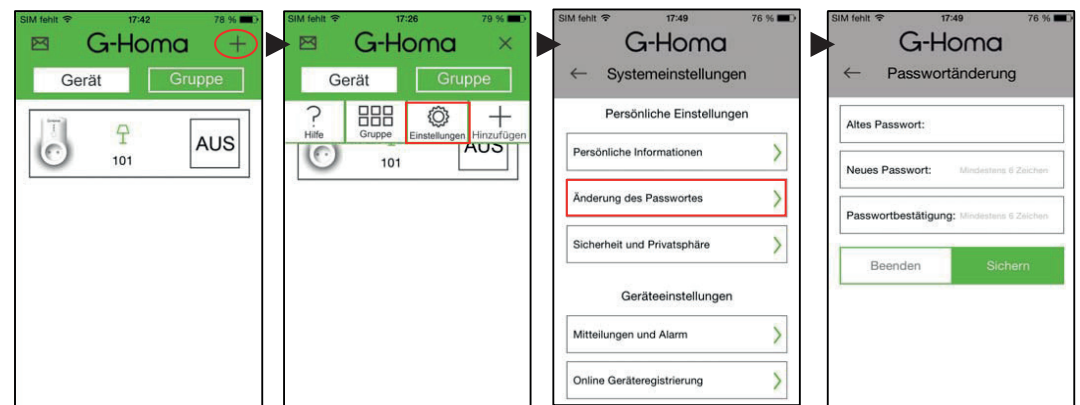 SIM fehlt 17:42 78 %
G-Homa
Gerät Gruppe
101
AUS
SIM fehlt 17:26 79 %
G-Homa
Gerät Gruppe
?
Hilfe Gruppe Einstellungen Hinzufügen
101
AUS
SIM fehlt 17:49 76 %
G-Homa
Systemeinstellungen
Persönliche Einstellungen
Persönliche Informationen
Änderung des Passwortes
Sicherheit und Privatsphäre
Geräteeinstellungen
Mitteilungen und Alarm
Online Geräteregistrierung
SIM fehlt 17:49 76 %
G-Homa
Passwortänderung
Altes Passwort:
Neues Passwort: Mindestens 6 Zeichen
Passwortbestätigung: Mindestens 6 Zeichen
Beenden Sichern